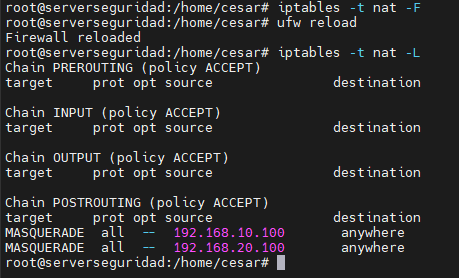 root@serverseguridad:/home/cesar# iptables -t nat -F
root@serverseguridad:/home/cesar# ufw reload
Firewall reloaded
root@serverseguridad:/home/cesar# iptables -t nat -L
Chain PREROUTING (policy ACCEPT)
target     prot opt source               destination

Chain INPUT (policy ACCEPT)
target     prot opt source               destination

Chain OUTPUT (policy ACCEPT)
target     prot opt source               destination

Chain POSTROUTING (policy ACCEPT)
target     prot opt source               destination
MASQUERADE  all  --  192.168.10.100       anywhere
MASQUERADE  all  --  192.168.20.100       anywhere
root@serverseguridad:/home/cesar#